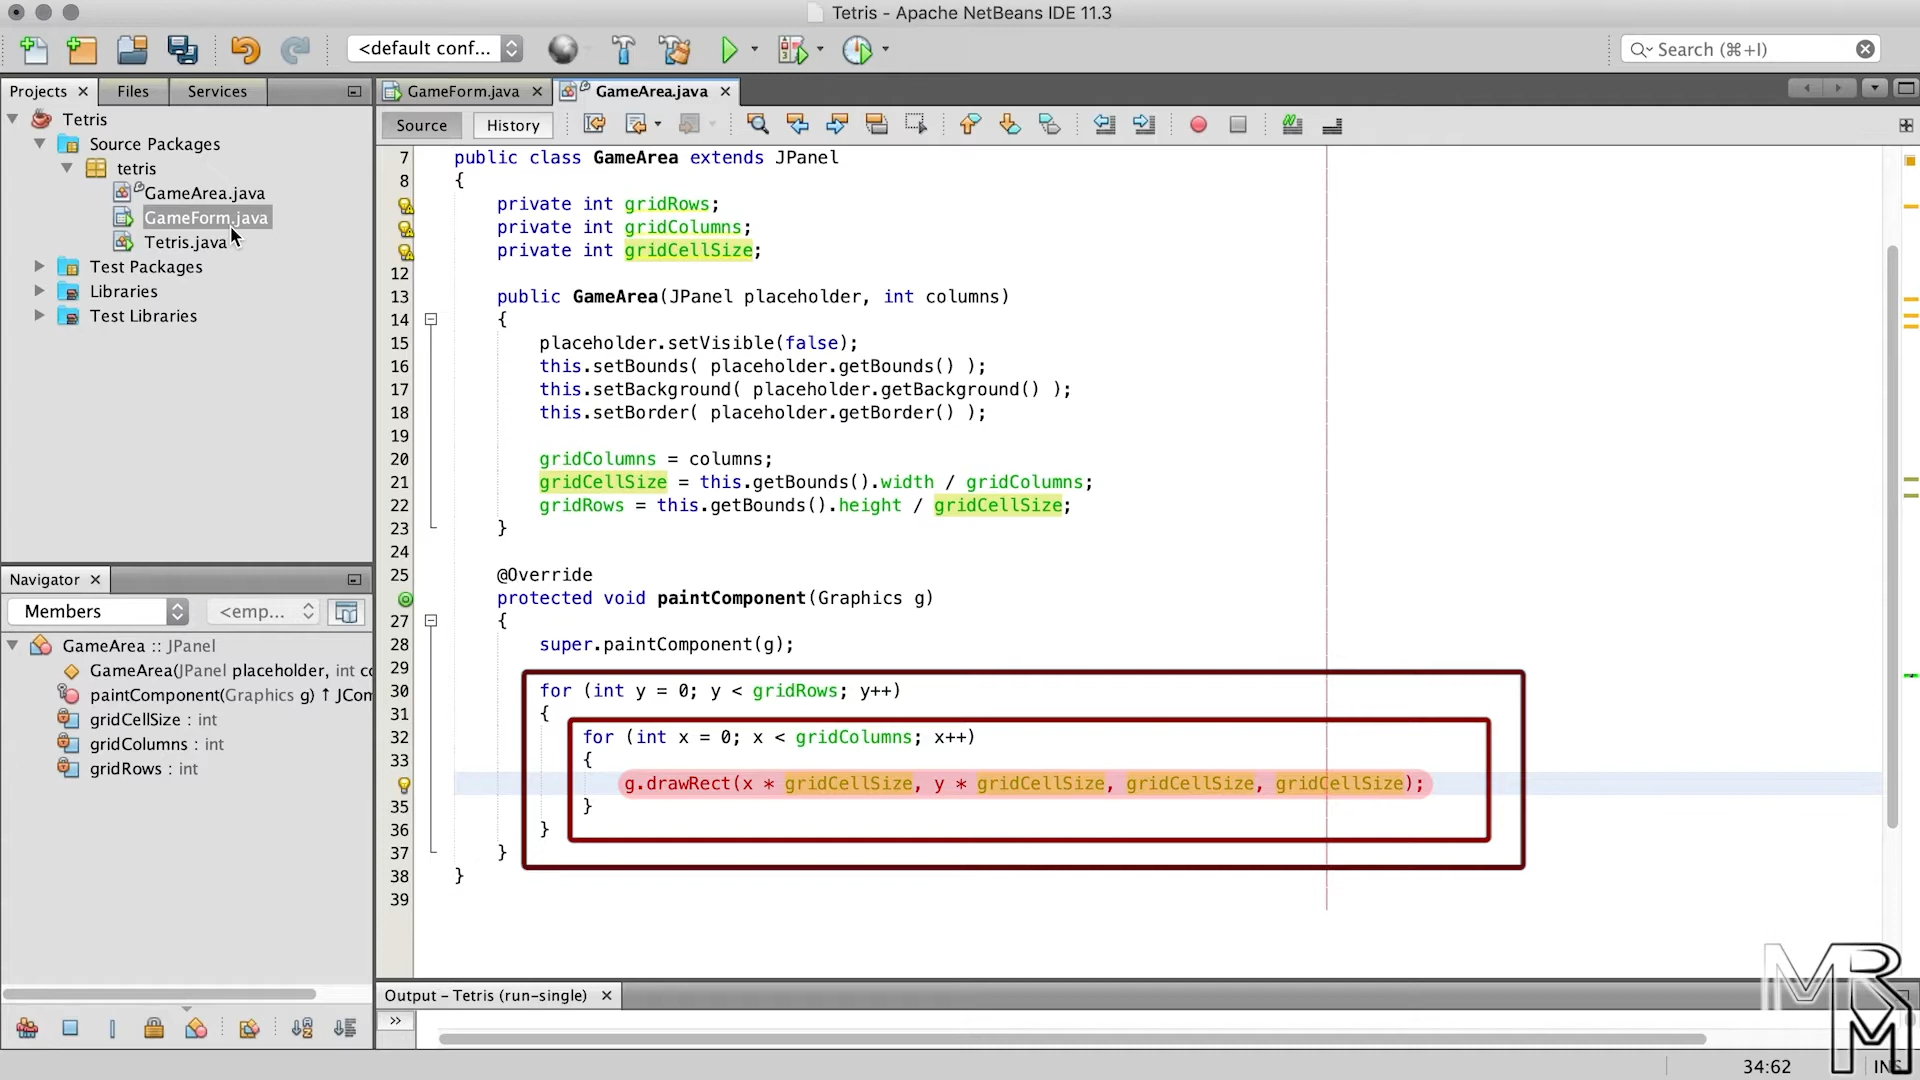 Tetris - Apache NetBeans IDE 11.3
<default conf...
Search (⌘+I)
Projects
Files
Services
GameForm.java
GameArea.java
Source
History
Tetris
Source Packages
tetris
GameArea.java
GameForm.java
Tetris.java
Test Packages
Libraries
Test Libraries
7 public class GameArea extends JPanel
8 {
private int gridRows;
private int gridColumns;
private int gridCellSize;
12
13 public GameArea(JPanel placeholder, int columns)
14 {
15 placeholder.setVisible(false);
16 this.setBounds( placeholder.getBounds() );
17 this.setBackground( placeholder.getBackground() );
18 this.setBorder( placeholder.getBorder() );
19
20 gridColumns = columns;
21 gridCellSize = this.getBounds().width / gridColumns;
22 gridRows = this.getBounds().height / gridCellSize;
23 }
24
25 @Override
protected void paintComponent(Graphics g)
27 {
28 super.paintComponent(g);
29
30 for (int y = 0; y < gridRows; y++)
31 {
32 for (int x = 0; x < gridColumns; x++)
33 {
g.drawRect(x * gridCellSize, y * gridCellSize, gridCellSize, gridCellSize);
35 }
36 }
37 }
38 }
39
Navigator
Members
<emp...
GameArea :: JPanel
GameArea(JPanel placeholder, int co
paintComponent(Graphics g) ↑ JCom
gridCellSize : int
gridColumns : int
gridRows : int
Output - Tetris (run-single)
>>
34:62
INS
MRM